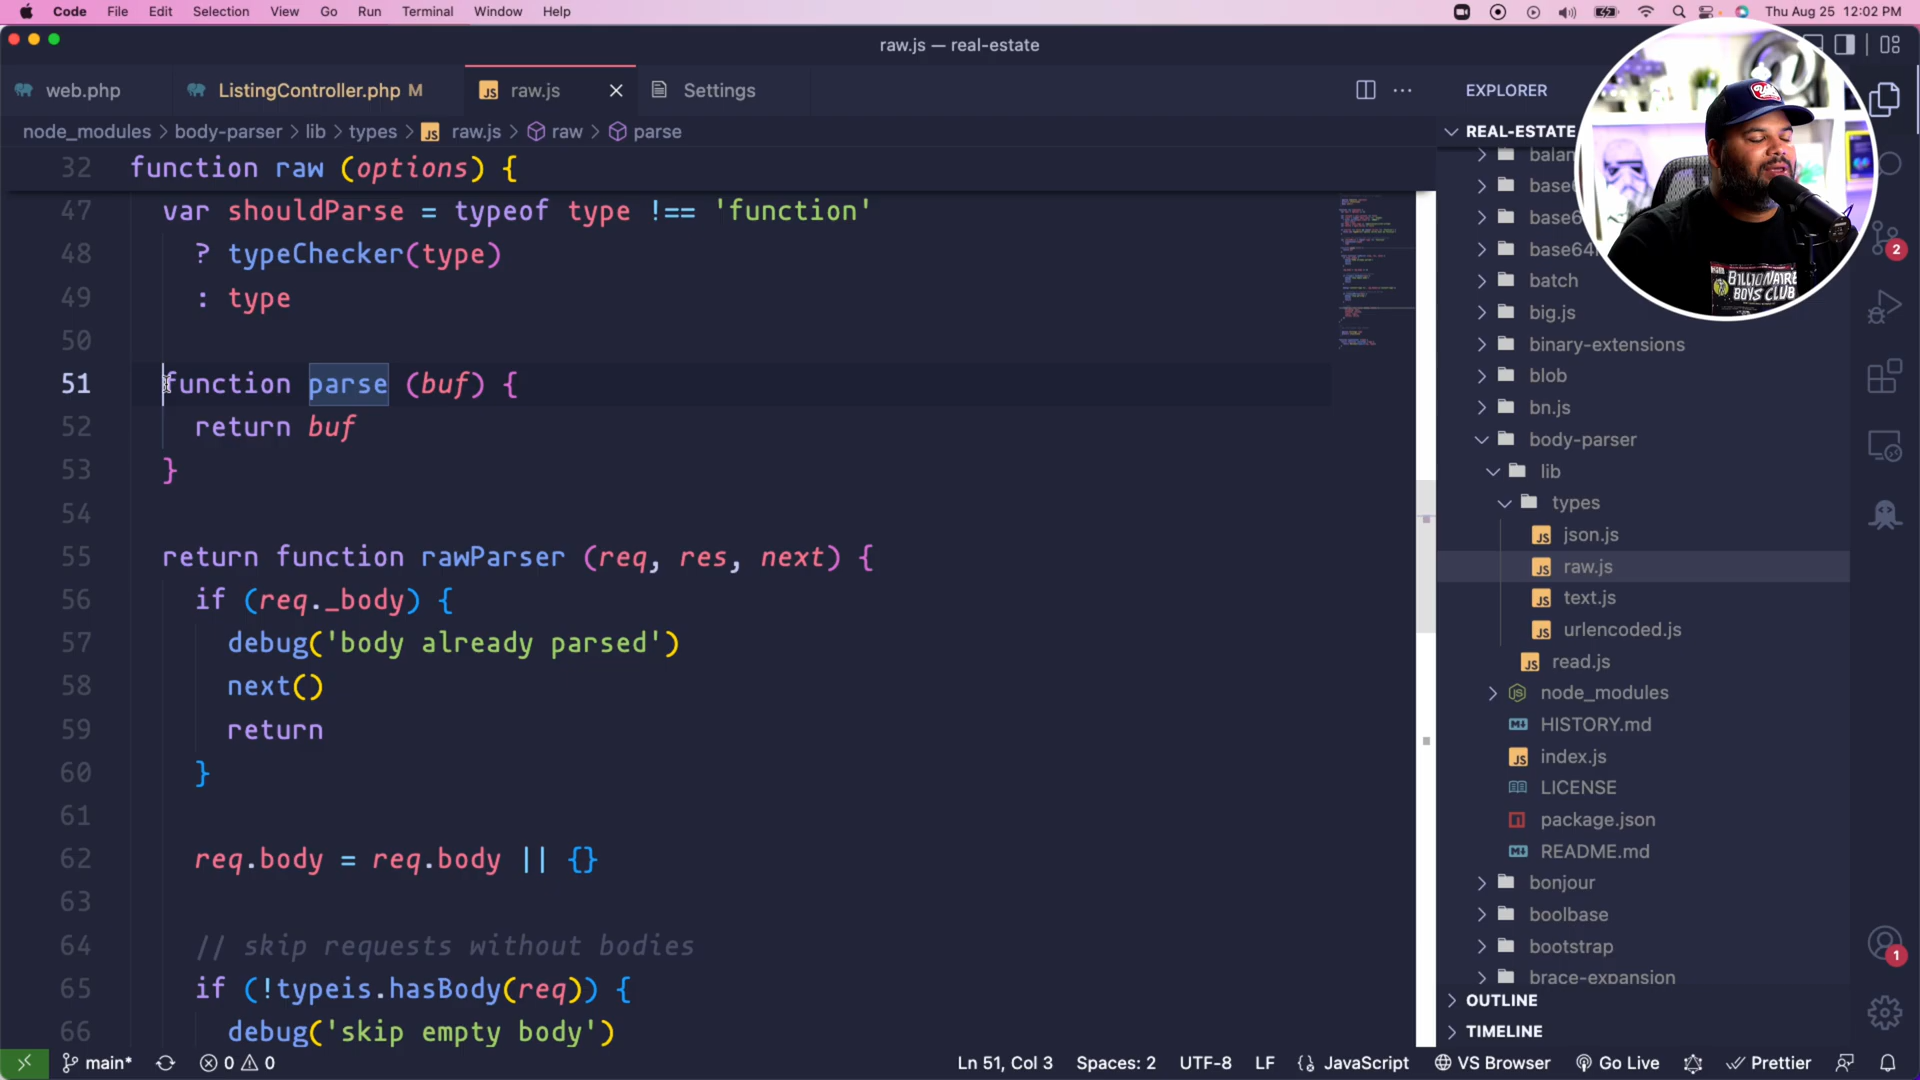 Code File Edit Selection View Go Run Terminal Window Help Thu Aug 25 12:02 PM
raw.js — real-estate
web.php ListingController.php M raw.js Settings
node_modules > body-parser > lib > types > raw.js > raw > parse
32 function raw (options) {
47 var shouldParse = typeof type !== 'function'
48 ? typeChecker(type)
49 : type
50
51 function parse (buf) {
52 return buf
53 }
54
55 return function rawParser (req, res, next) {
56 if (req._body) {
57 debug('body already parsed')
58 next()
59 return
60 }
61
62 req.body = req.body || {}
63
64 // skip requests without bodies
65 if (!typeis.hasBody(req)) {
66 debug('skip empty body')
EXPLORER
REAL-ESTATE
balan
base6
base6
base64
batch
big.js
binary-extensions
blob
bn.js
body-parser
lib
types
json.js
raw.js
text.js
urlencoded.js
read.js
node_modules
HISTORY.md
index.js
LICENSE
package.json
README.md
bonjour
boolbase
bootstrap
brace-expansion
OUTLINE
TIMELINE
2
1
BILLIONAIRE
BOYS CLUB
main* 0 0 Ln 51, Col 3 Spaces: 2 UTF-8 LF JavaScript VS Browser Go Live Prettier